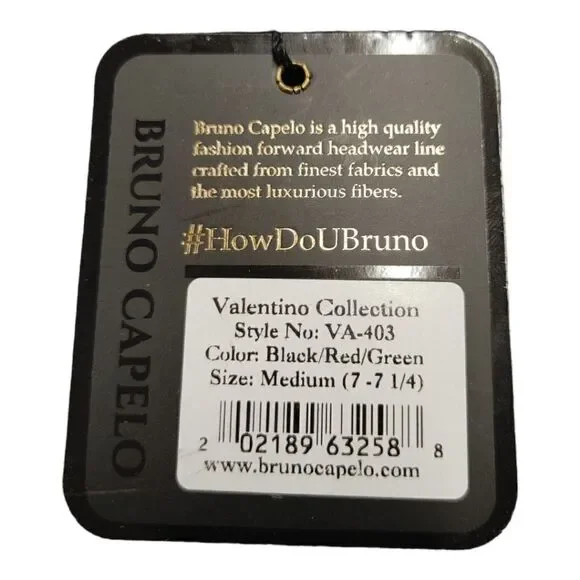 BRUNO CAPELO
Bruno Capelo is a high quality
fashion forward headwear line
crafted from finest fabrics and
the most luxurious fibers.
#HowDoUBruno
Valentino Collection
Style No: VA-403
Color: Black/Red/Green
Size: Medium (7 -7 1/4)
2 02189 63258 8
www.brunocapelo.com